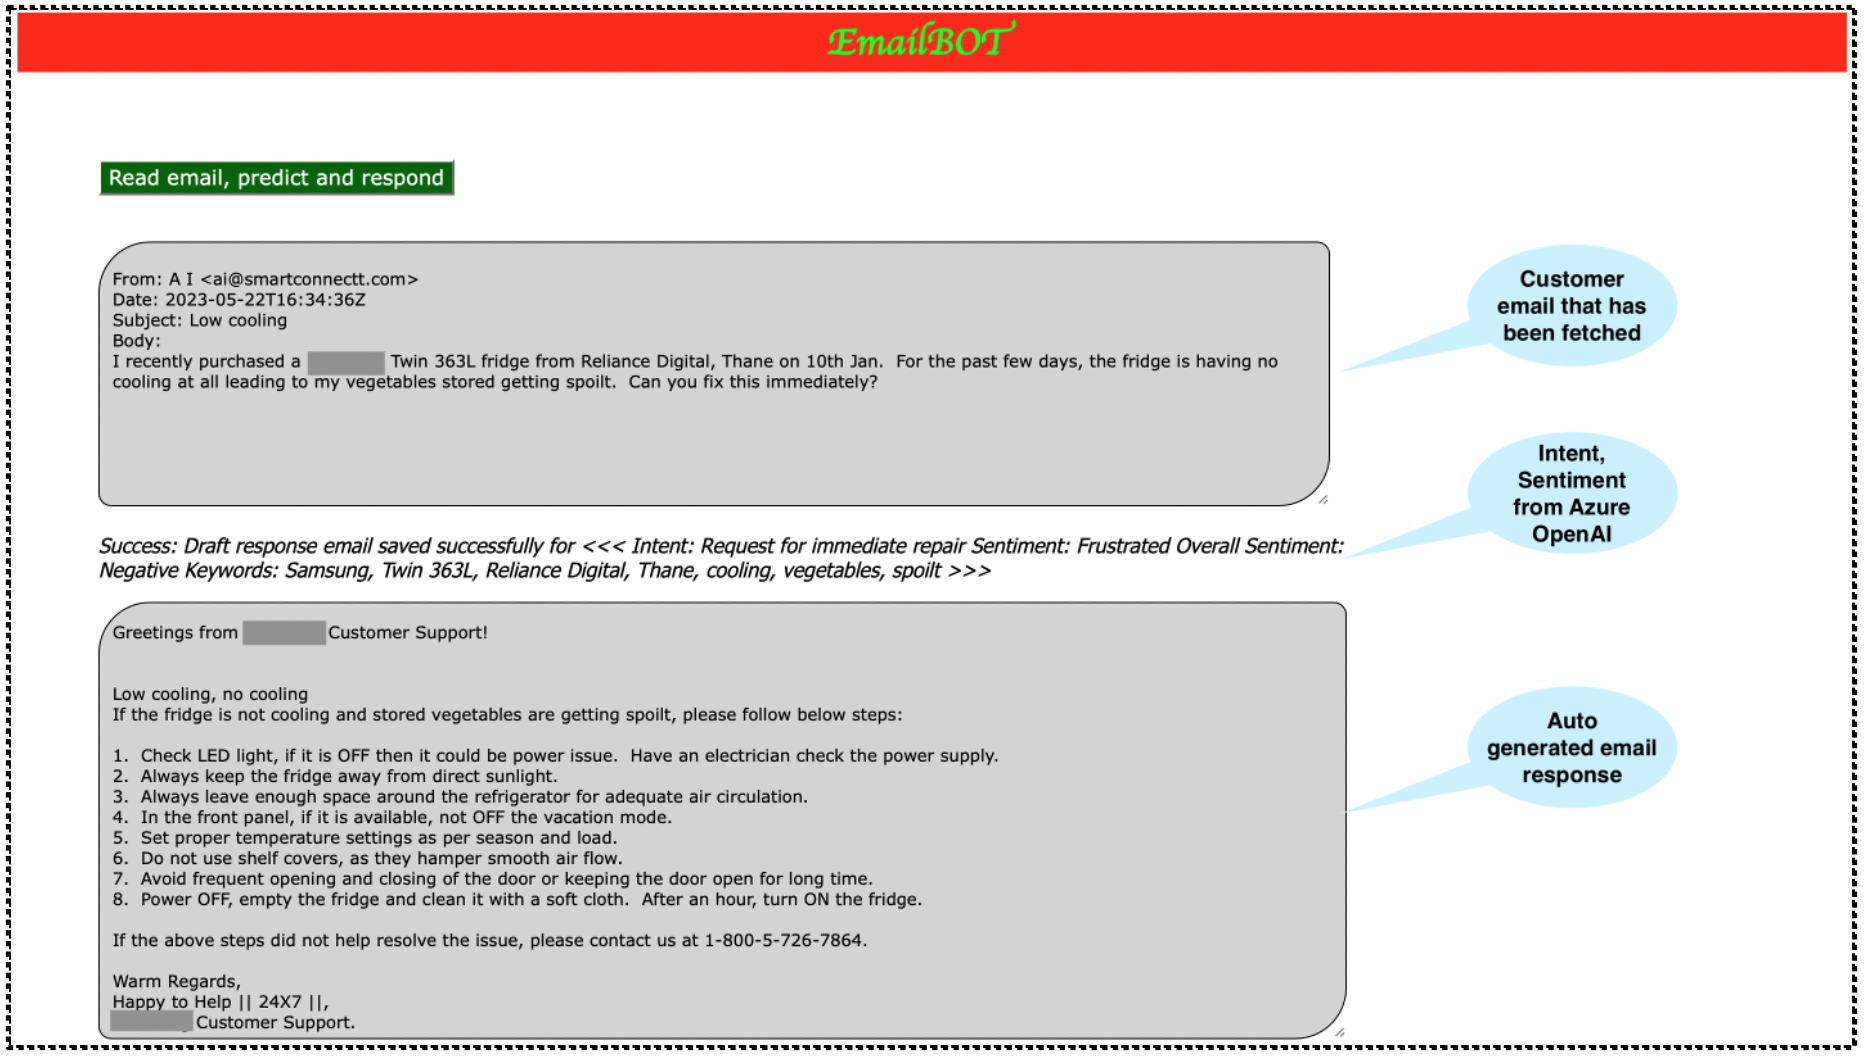 EmailBOT
Read email, predict and respond
From: A I <ai@smartconnectt.com>
Date: 2023-05-22T16:34:36Z
Subject: Low cooling
Body:
I recently purchased a Twin 363L fridge from Reliance Digital, Thane on 10th Jan. For the past few days, the fridge is having no
cooling at all leading to my vegetables stored getting spoilt. Can you fix this immediately?
Customer
email that has
been fetched
Intent,
Sentiment
from Azure
OpenAI
Success: Draft response email saved successfully for <<< Intent: Request for immediate repair Sentiment: Frustrated Overall Sentiment:
Negative Keywords: Samsung, Twin 363L, Reliance Digital, Thane, cooling, vegetables, spoilt >>>
Greetings from Customer Support!
Low cooling, no cooling
If the fridge is not cooling and stored vegetables are getting spoilt, please follow below steps:
1. Check LED light, if it is OFF then it could be power issue. Have an electrician check the power supply.
2. Always keep the fridge away from direct sunlight.
3. Always leave enough space around the refrigerator for adequate air circulation.
4. In the front panel, if it is available, not OFF the vacation mode.
5. Set proper temperature settings as per season and load.
6. Do not use shelf covers, as they hamper smooth air flow.
7. Avoid frequent opening and closing of the door or keeping the door open for long time.
8. Power OFF, empty the fridge and clean it with a soft cloth. After an hour, turn ON the fridge.
If the above steps did not help resolve the issue, please contact us at 1-800-5-726-7864.
Warm Regards,
Happy to Help || 24X7 ||,
Customer Support.
Auto
generated email
response